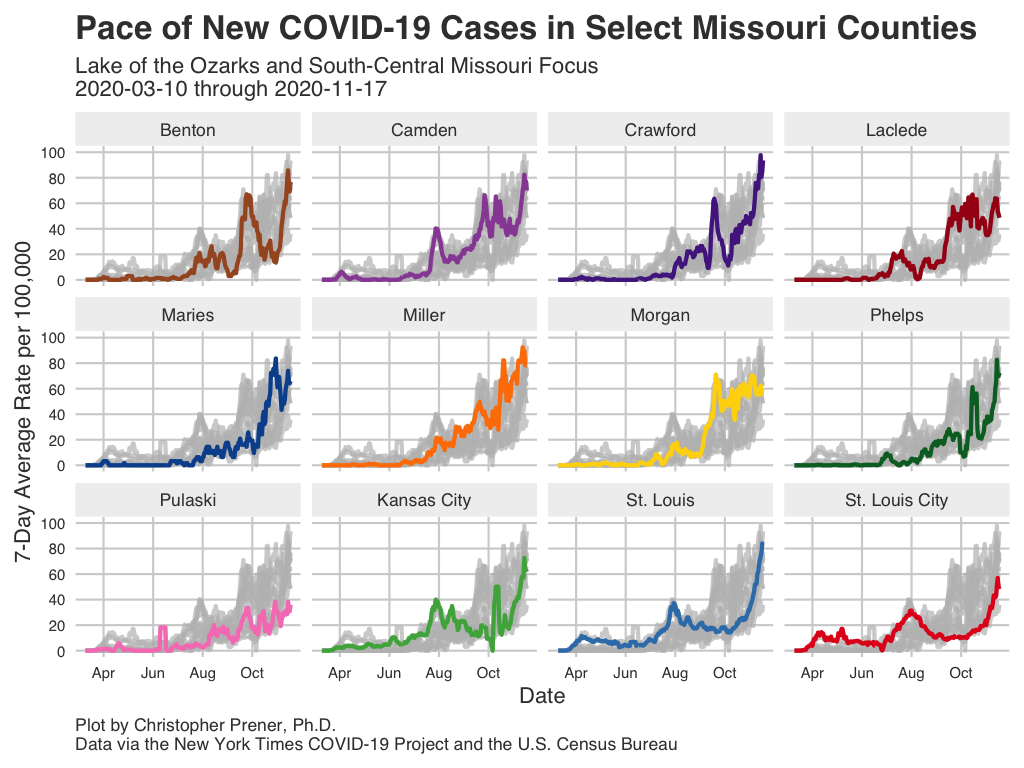 Pace of New COVID-19 Cases in Select Missouri Counties
Lake of the Ozarks and South-Central Missouri Focus
2020-03-10 through 2020-11-17
Benton Camden Crawford Laclede
100
80
60
40
20
0
Maries Miller Morgan Phelps
100
80
60
40
20
0
Pulaski Kansas City St. Louis St. Louis City
100
80
60
40
20
0
Apr Jun Aug Oct Apr Jun Aug Oct Apr Jun Aug Oct Apr Jun Aug Oct
7-Day Average Rate per 100,000
Date
Plot by Christopher Prener, Ph.D.
Data via the New York Times COVID-19 Project and the U.S. Census Bureau